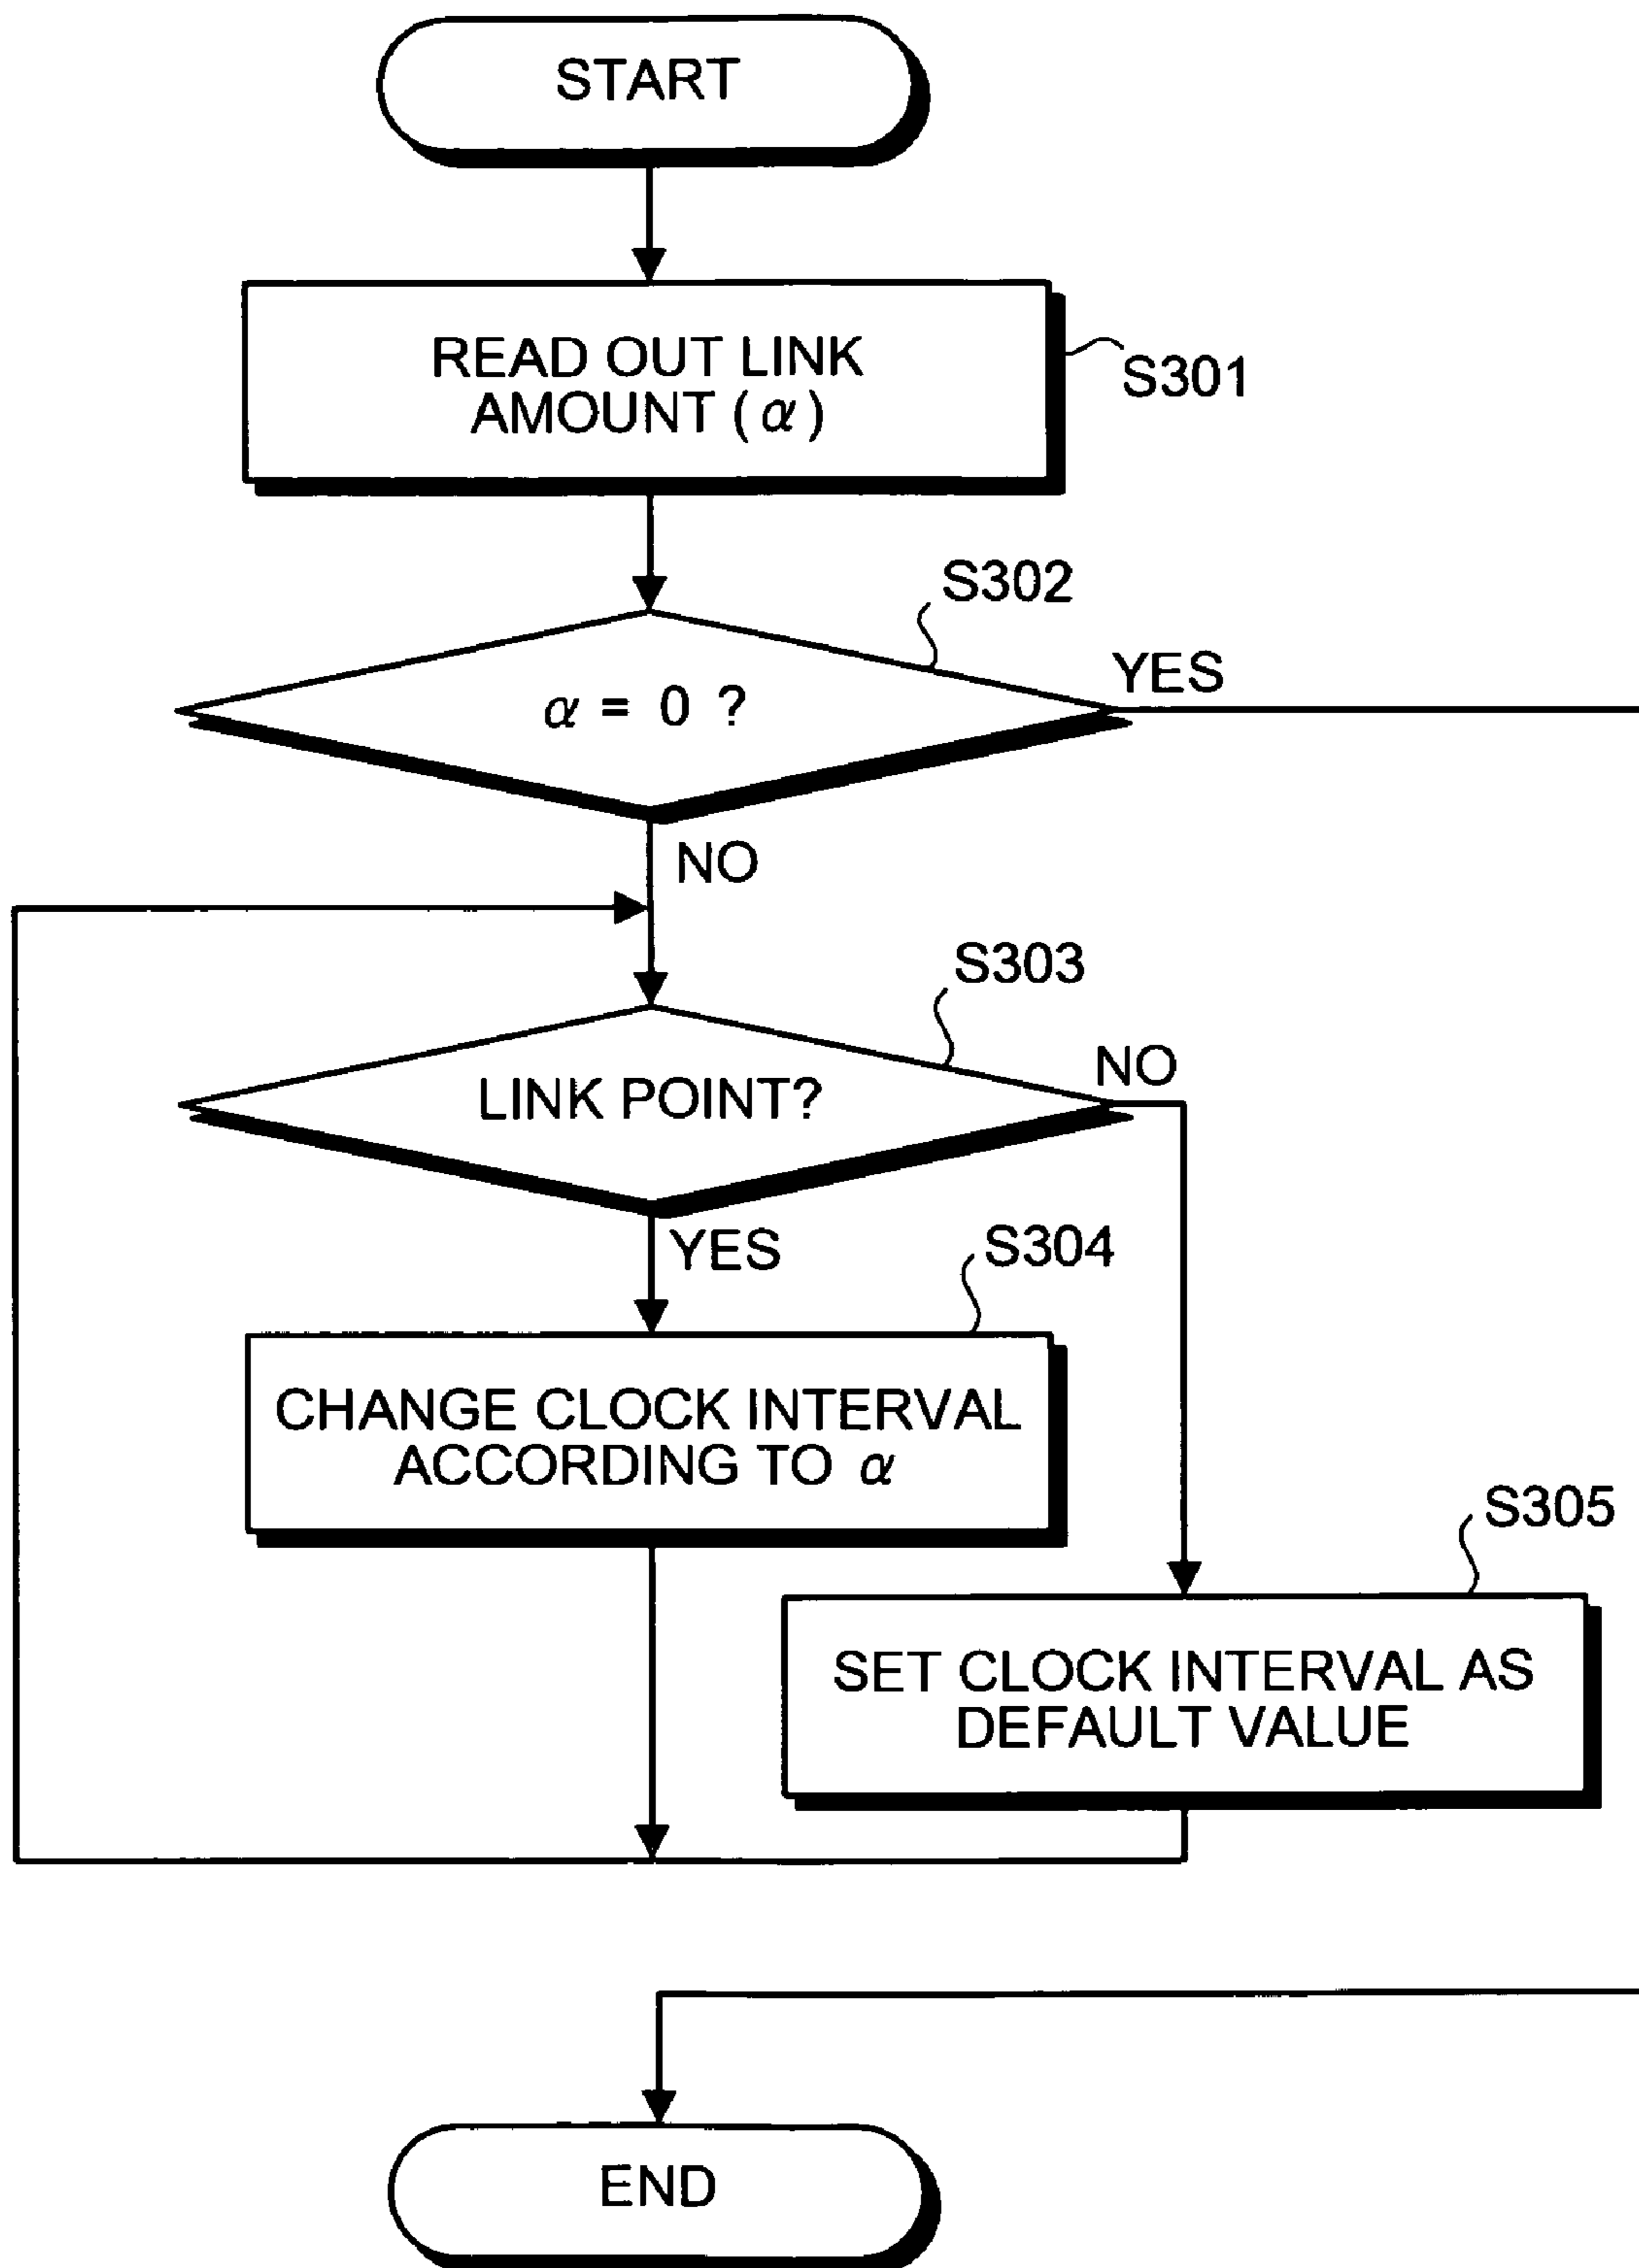 START
READ OUT LINK
AMOUNT (α)
S301
S302
α = 0 ?
YES
NO
S303
LINK POINT?
NO
YES
S304
CHANGE CLOCK INTERVAL
ACCORDING TO α
S305
SET CLOCK INTERVAL AS
DEFAULT VALUE
END